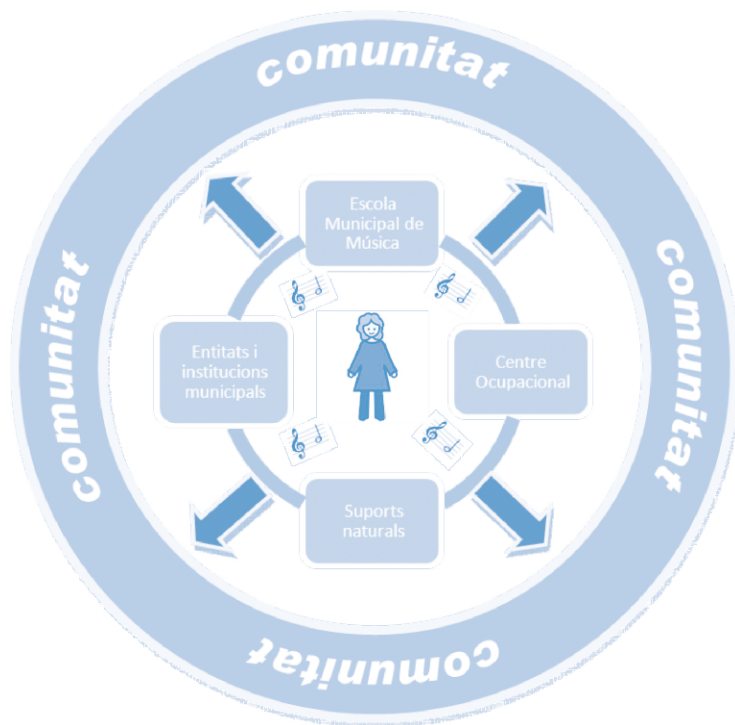 comunitat
Escola
Municipal de
Música
comunitat
Entitats i
institucions
municipals
Centre
Ocupacional
comunitat
Suports
naturals
comunitat